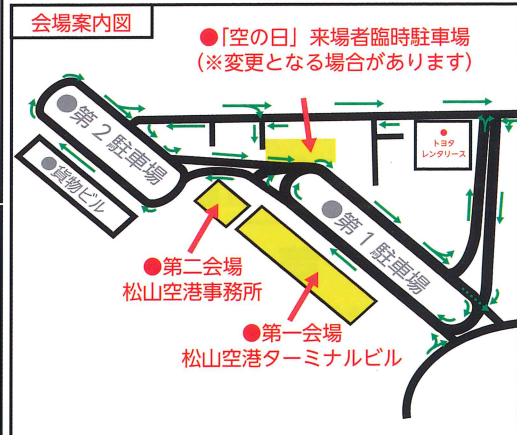 会場案内図
●「空の日」来場者臨時駐車場
(※変更となる場合があります)
●第2駐車場
●貨物ビル
●
トヨタ
レンタリース
●第1駐車場
●第二会場
松山空港事務所
●第一会場
松山空港ターミナルビル